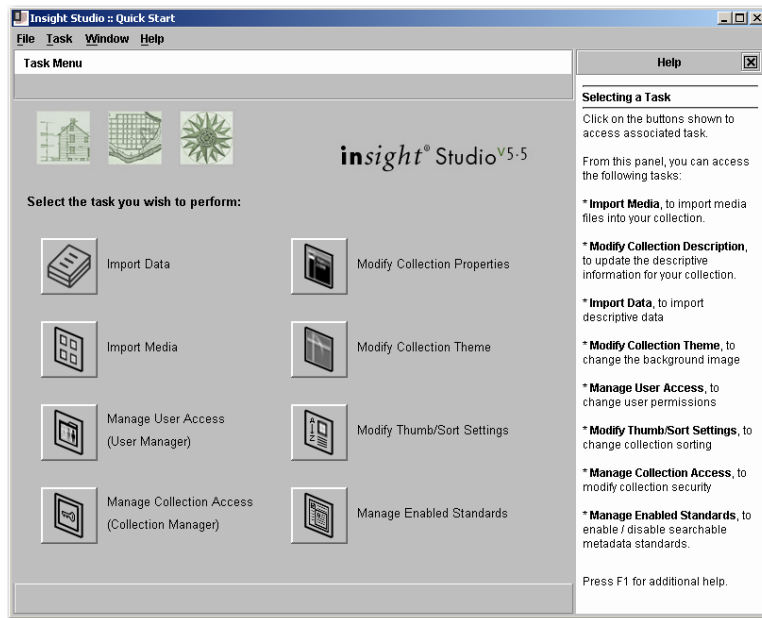 Insight Studio :: Quick Start
File Task Window Help
Task Menu
insight® Studio V5.5
Select the task you wish to perform:
Import Data
Modify Collection Properties
Import Media
Modify Collection Theme
Manage User Access
(User Manager)
Modify Thumb/Sort Settings
Manage Collection Access
(Collection Manager)
Manage Enabled Standards
Help
Selecting a Task
Click on the buttons shown to
access associated task.
From this panel, you can access
the following tasks:
* Import Media, to import media
files into your collection.
* Modify Collection Description,
to update the descriptive
information for your collection.
* Import Data, to import
descriptive data
* Modify Collection Theme, to
change the background image
* Manage User Access, to
change user permissions
* Modify Thumb/Sort Settings, to
change collection sorting
* Manage Collection Access, to
modify collection security
* Manage Enabled Standards, to
enable / disable searchable
metadata standards.
Press F1 for additional help.